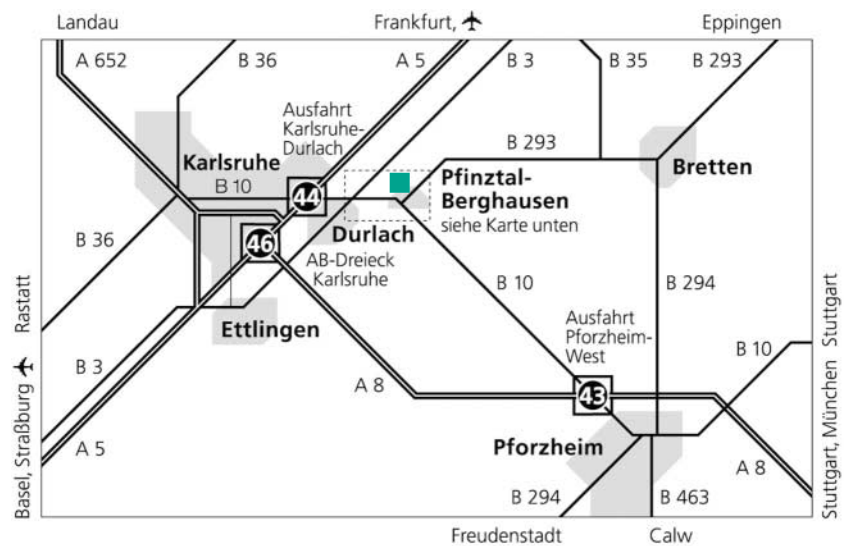 Landau
Frankfurt,
Eppingen
A 652
B 36
A 5
B 3
B 35
B 293
Ausfahrt
Karlsruhe-
Durlach
B 293
Karlsruhe
Bretten
B 10
44
Pfinztal-
Berghausen
siehe Karte unten
Durlach
46
AB-Dreieck
Karlsruhe
B 36
B 10
B 294
Rastatt
Stuttgart
Ettlingen
Ausfahrt
Pforzheim-
West
B 10
B 3
A 8
43
Basel, Straßburg
Stuttgart, München
A 5
Pforzheim
A 8
B 294
B 463
Freudenstadt
Calw